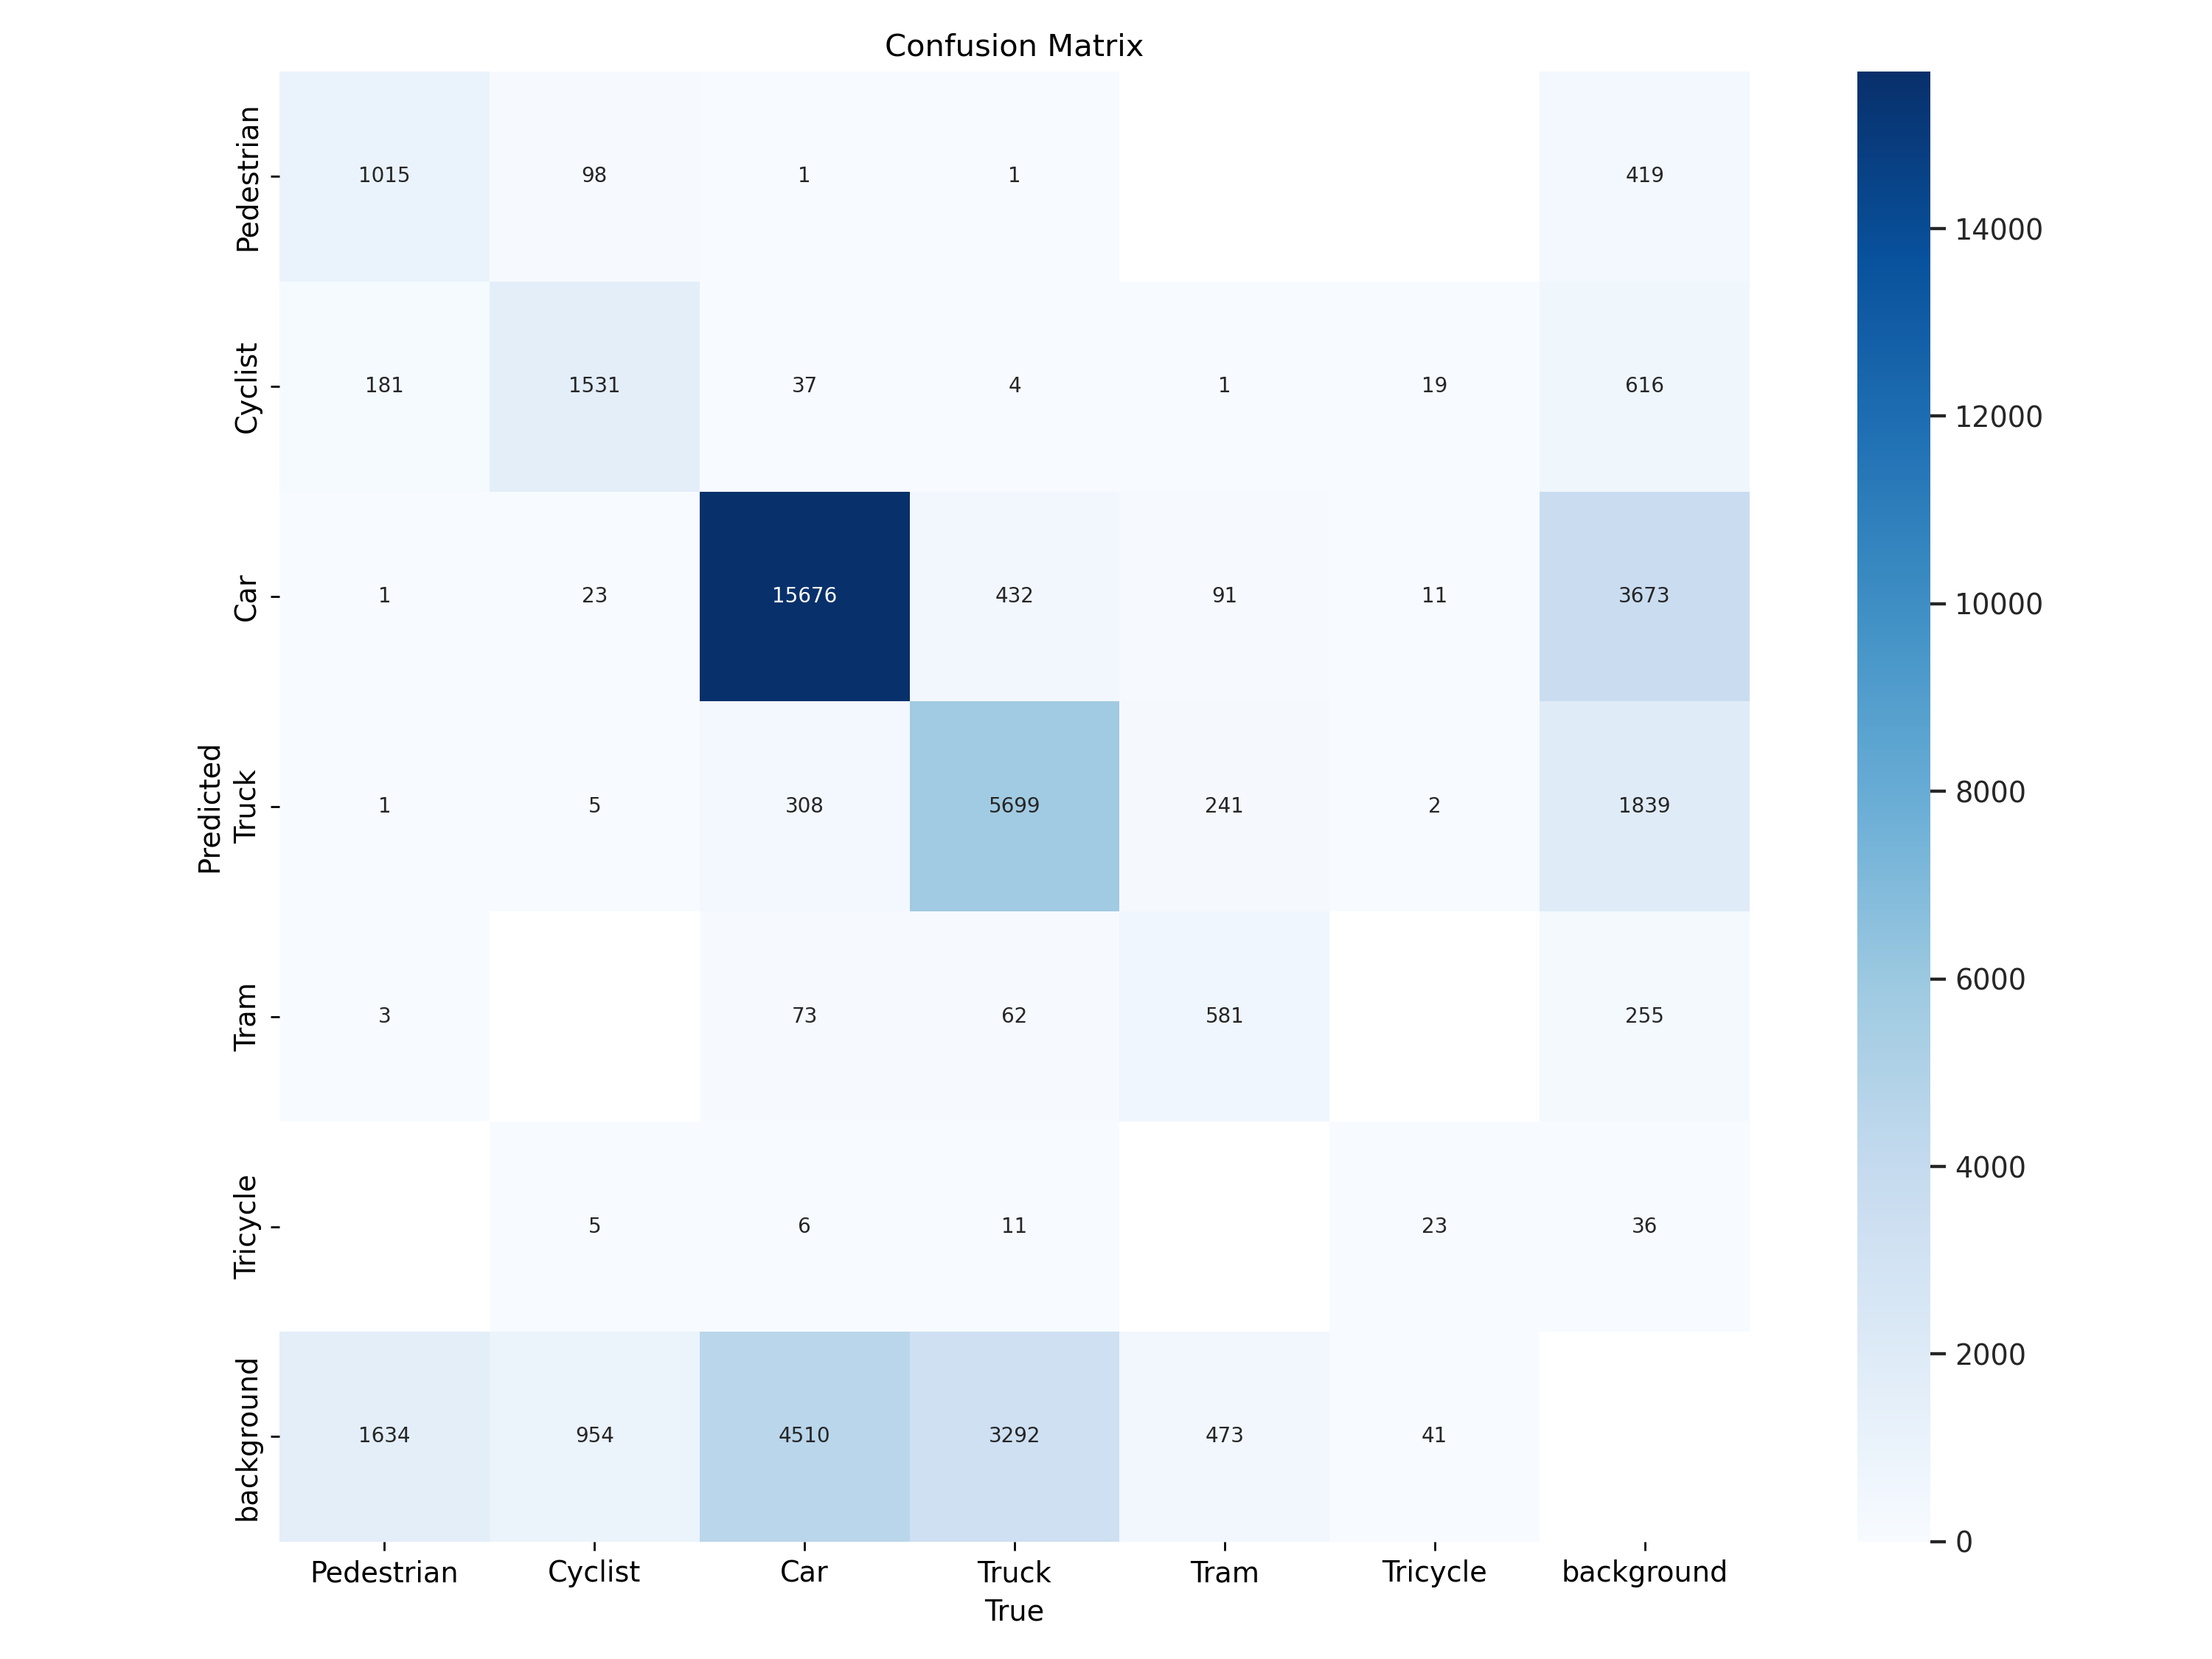 Confusion Matrix
Pedestrian 1015 98 1 1 419
Cyclist 181 1531 37 4 1 19 616
Car 1 23 15676 432 91 11 3673
Truck 1 5 308 5699 241 2 1839
Tram 3 73 62 581 255
Tricycle 5 6 11 23 36
background 1634 954 4510 3292 473 41
Predicted
Pedestrian Cyclist Car Truck Tram Tricycle background
True
14000
12000
10000
8000
6000
4000
2000
0